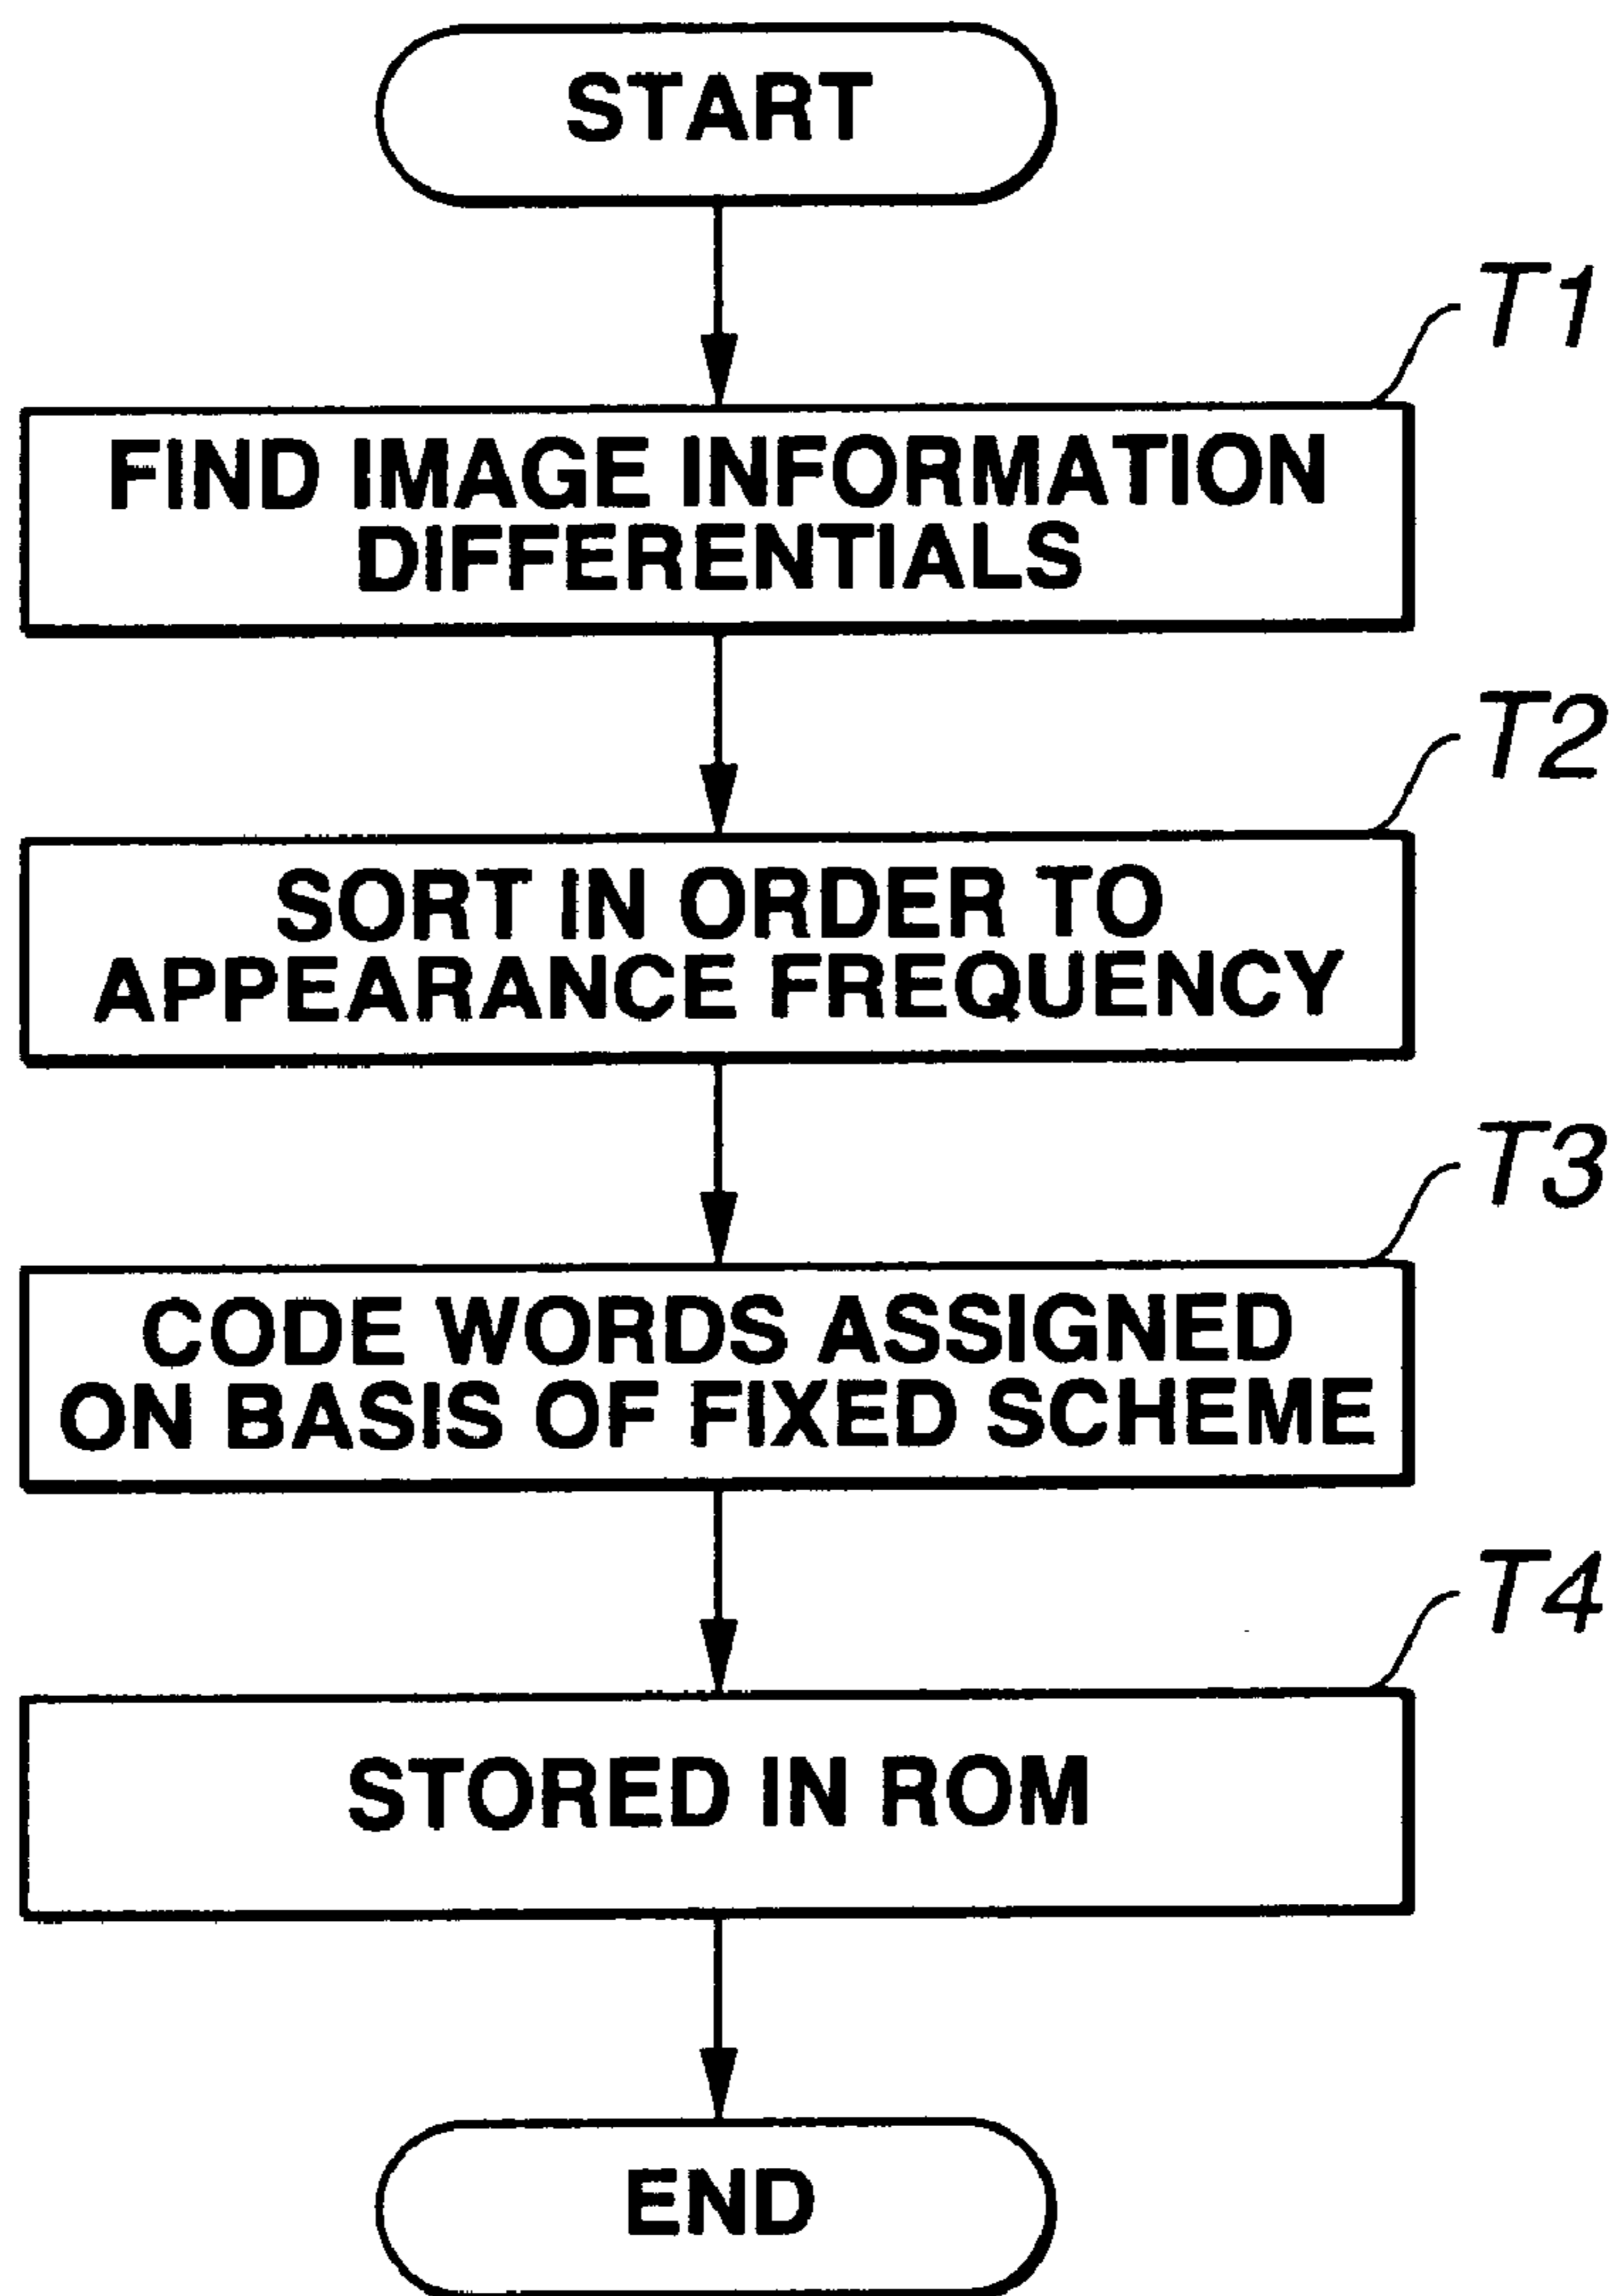 START
T1
FIND IMAGE INFORMATION
DIFFERENTIALS
T2
SORT IN ORDER TO
APPEARANCE FREQUENCY
T3
CODE WORDS ASSIGNED
ON BASIS OF FIXED SCHEME
T4
STORED IN ROM
END